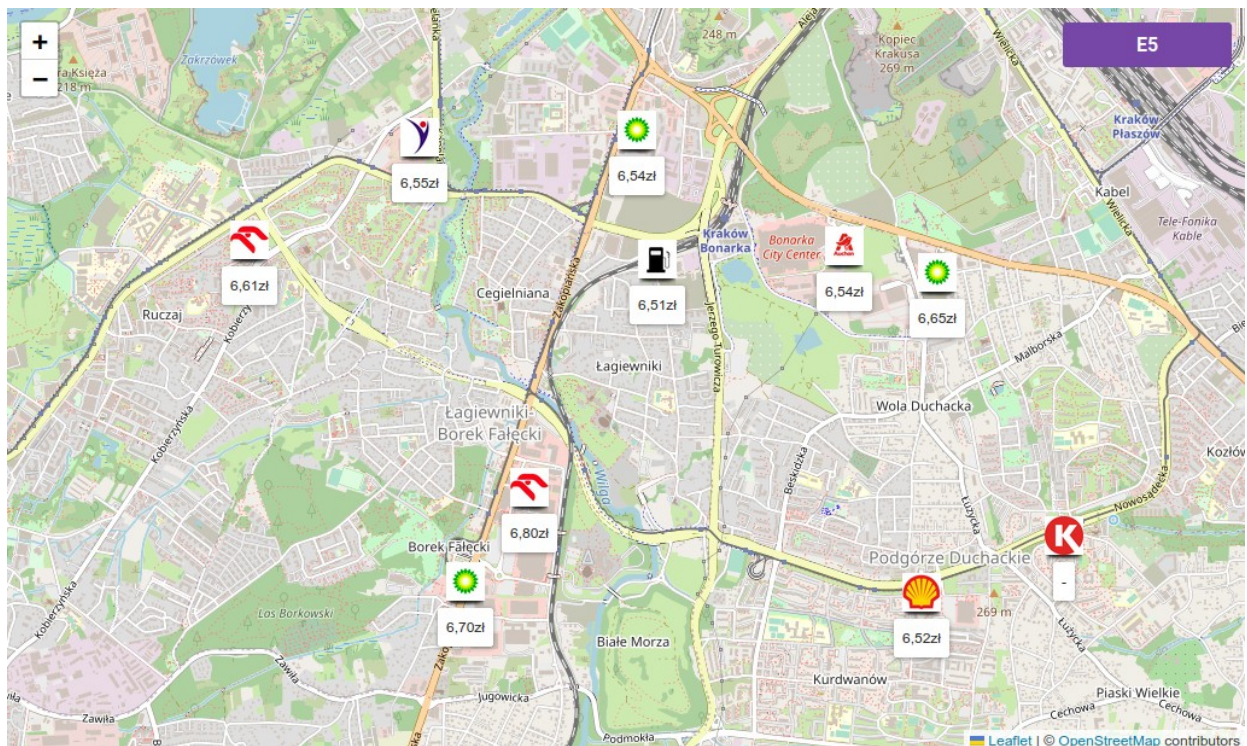 +
−
E5
Zakrzówek
248 m
Kopiec
Krakusa
269 m
Wielicka
218 m
Kraków
Płaszów
6,55zł
6,54zł
Kabel
Wielicka
Tele-Fonika
Kable
Kraków
Bonarka
Bonarka
City Center
Auchan
6,61zł
Cegielniana
Zakopiańska
6,51zł
6,54zł
6,65zł
Ruczaj
Kobierzyńska
Jerzego Turowicza
Malborska
Łagiewniki
Wola Duchacka
Łagiewniki-
Borek Fałęcki
Kobierzyńska
Beskidzka
Wilga
Nowosądecka
Łużycka
6,80zł
K
Borek Fałęcki
Podgórze Duchackie
-
Las Borkowski
269 m
6,70zł
6,52zł
Łużycka
Kobierzyńska
Białe Morza
Zawiła
Kurdwanów
Jugowicka
Piaski Wielkie
Zawiła
Cechowa
Cechowa
Podmokła
Leaflet | © OpenStreetMap contributors